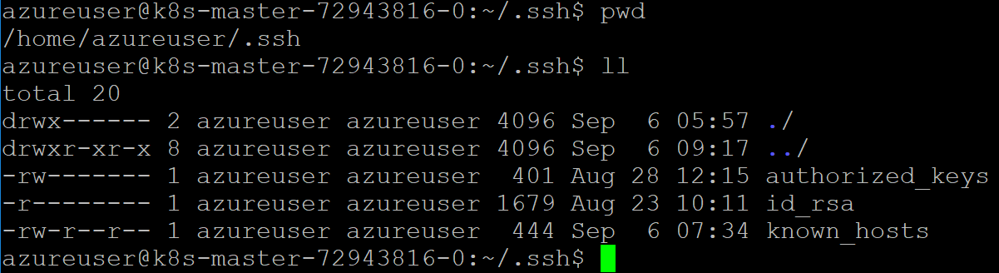 azureuser@k8s-master-72943816-0:~/.ssh$ pwd
/home/azureuser/.ssh
azureuser@k8s-master-72943816-0:~/.ssh$ ll
total 20
drwx------ 2 azureuser azureuser 4096 Sep  6 05:57 ./
drwxr-xr-x 8 azureuser azureuser 4096 Sep  6 09:17 ../
-rw------- 1 azureuser azureuser  401 Aug 28 12:15 authorized_keys
-r-------- 1 azureuser azureuser 1679 Aug 23 10:11 id_rsa
-rw-r--r-- 1 azureuser azureuser  444 Sep  6 07:34 known_hosts
azureuser@k8s-master-72943816-0:~/.ssh$